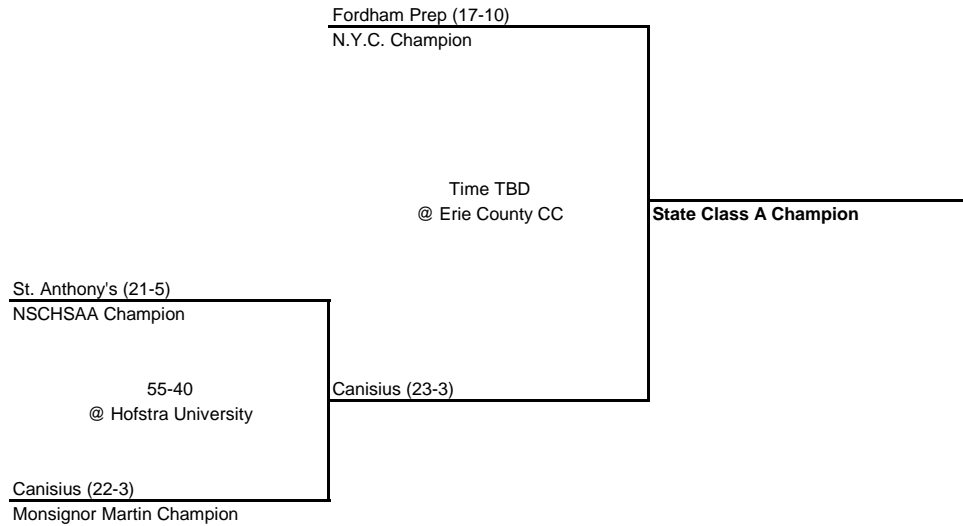 Fordham Prep (17-10)
N.Y.C. Champion
Time TBD
@ Erie County CC
State Class A Champion
St. Anthony's (21-5)
NSCHSAA Champion
55-40
@ Hofstra University
Canisius (23-3)
Canisius (22-3)
Monsignor Martin Champion